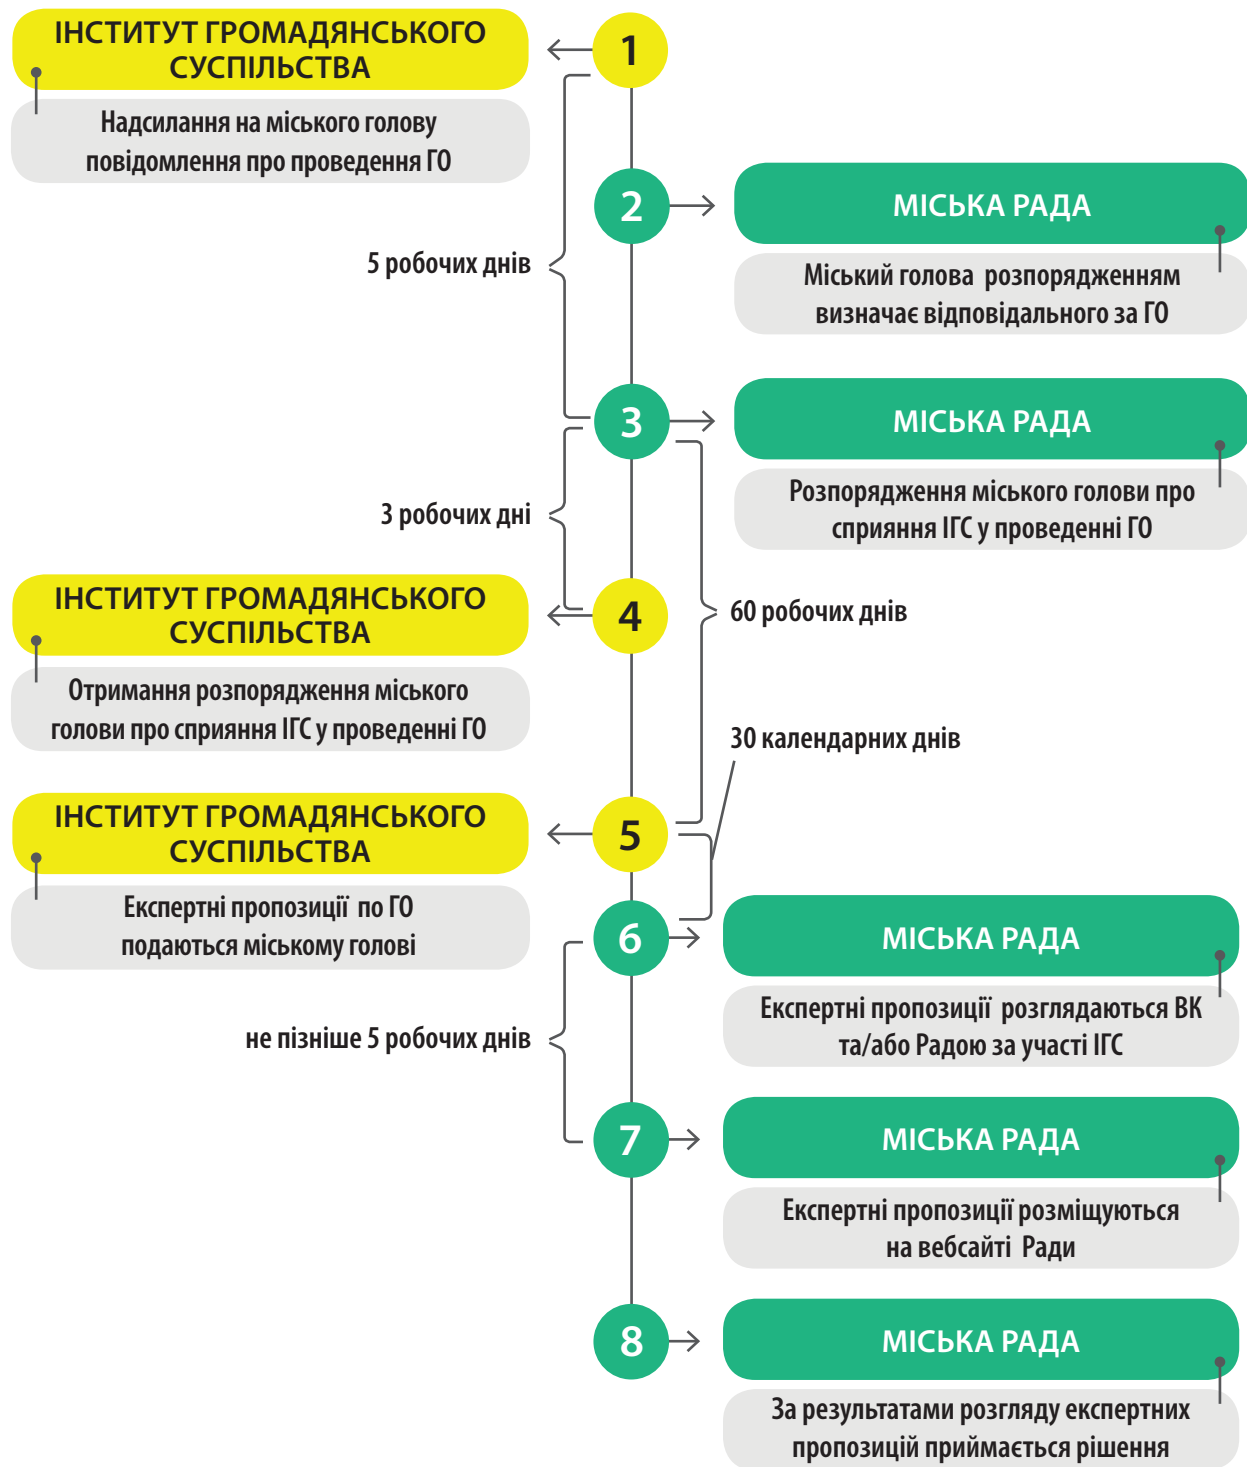 ІНСТИТУТ ГРОМАДЯНСЬКОГО
СУСПІЛЬСТВА
1
Надсилання на міського голову
повідомлення про проведення ГО
2
МІСЬКА РАДА
5 робочих днів
Міський голова розпорядженням
визначає відповідального за ГО
3
МІСЬКА РАДА
Розпорядження міського голови про
сприяння ІГС у проведенні ГО
3 робочих дні
ІНСТИТУТ ГРОМАДЯНСЬКОГО
СУСПІЛЬСТВА
4
60 робочих днів
Отримання розпорядження міського
голови про сприяння ІГС у проведенні ГО
30 календарних днів
ІНСТИТУТ ГРОМАДЯНСЬКОГО
СУСПІЛЬСТВА
5
Експертні пропозиції по ГО
подаються міському голові
6
МІСЬКА РАДА
Експертні пропозиції розглядаються ВК
та/або Радою за участі ІГС
не пізніше 5 робочих днів
7
МІСЬКА РАДА
Експертні пропозиції розміщуються
на вебсайті Ради
8
МІСЬКА РАДА
За результатами розгляду експертних
пропозицій приймається рішення